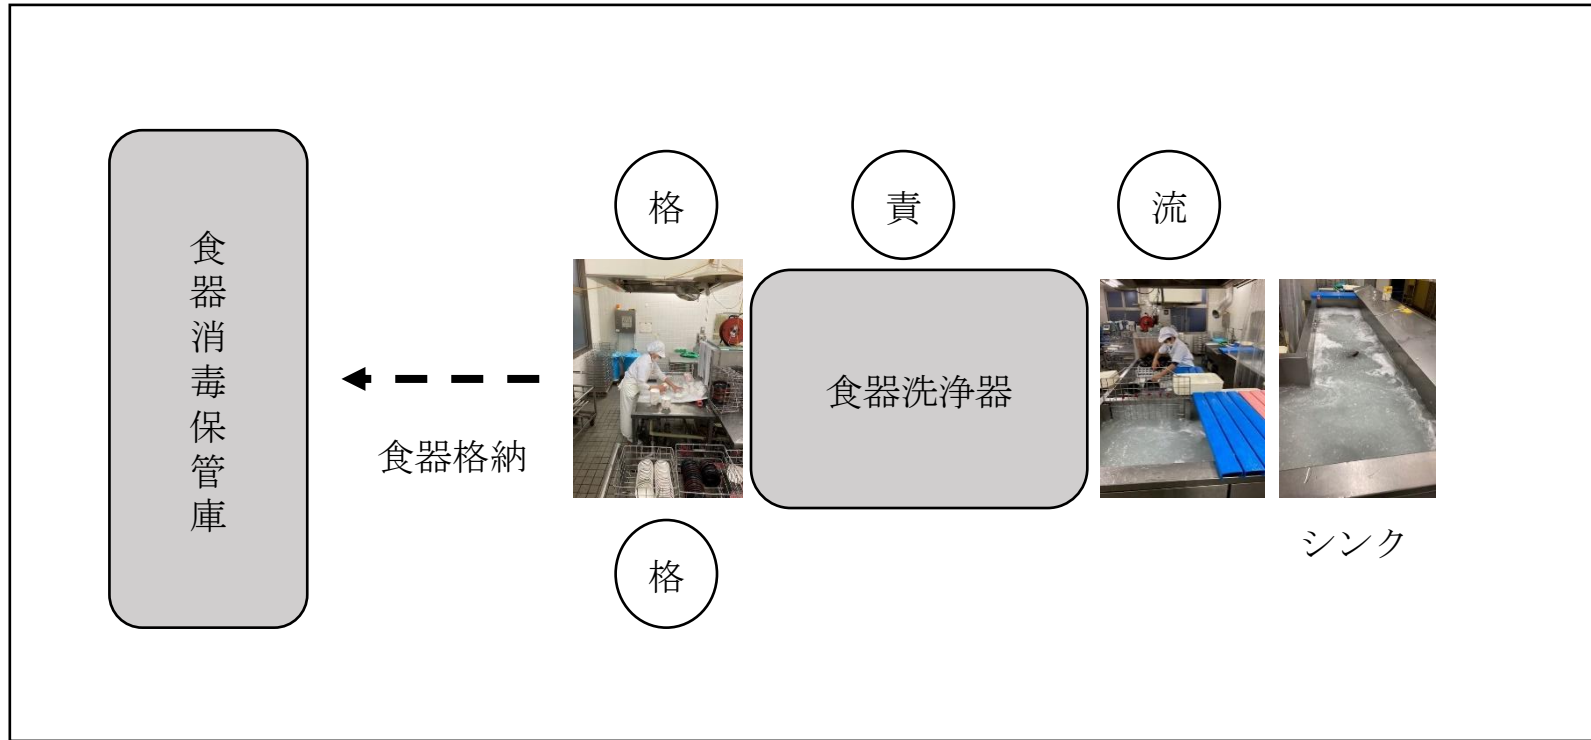 格
責
流
食器消毒保管庫
食器洗浄器
食器格納
シンク
格